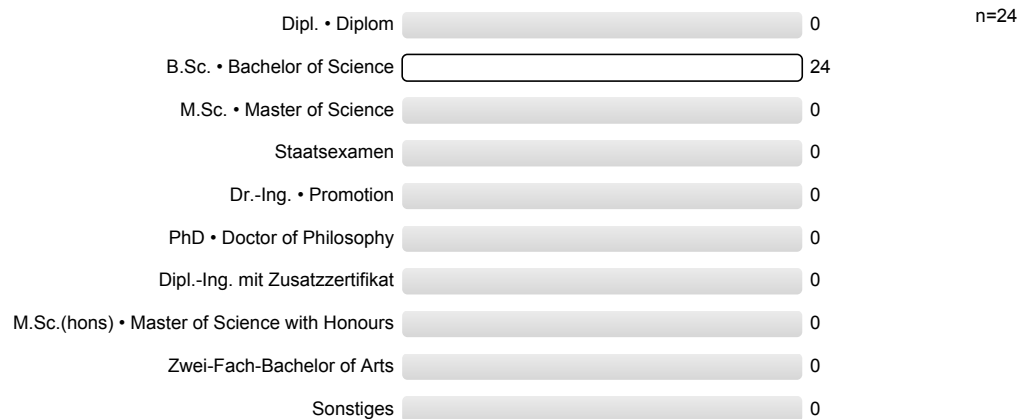 Dipl. • Diplom 0 n=24
B.Sc. • Bachelor of Science 24
M.Sc. • Master of Science 0
Staatsexamen 0
Dr.-Ing. • Promotion 0
PhD • Doctor of Philosophy 0
Dipl.-Ing. mit Zusatzzertifikat 0
M.Sc.(hons) • Master of Science with Honours 0
Zwei-Fach-Bachelor of Arts 0
Sonstiges 0